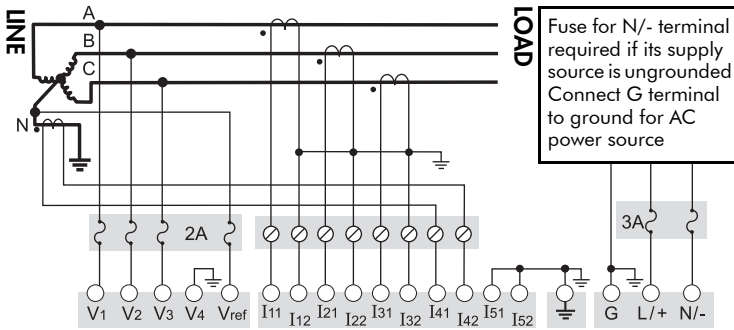 LINE
A
B
C
N
LOAD
Fuse for N/- terminal
required if its supply
source is ungrounded
Connect G terminal
to ground for AC
power source
2A
3A
V1 V2 V3 V4 Vref I11 I12 I21 I22 I31 I32 I41 I42 I51 I52 G L/+ N/-